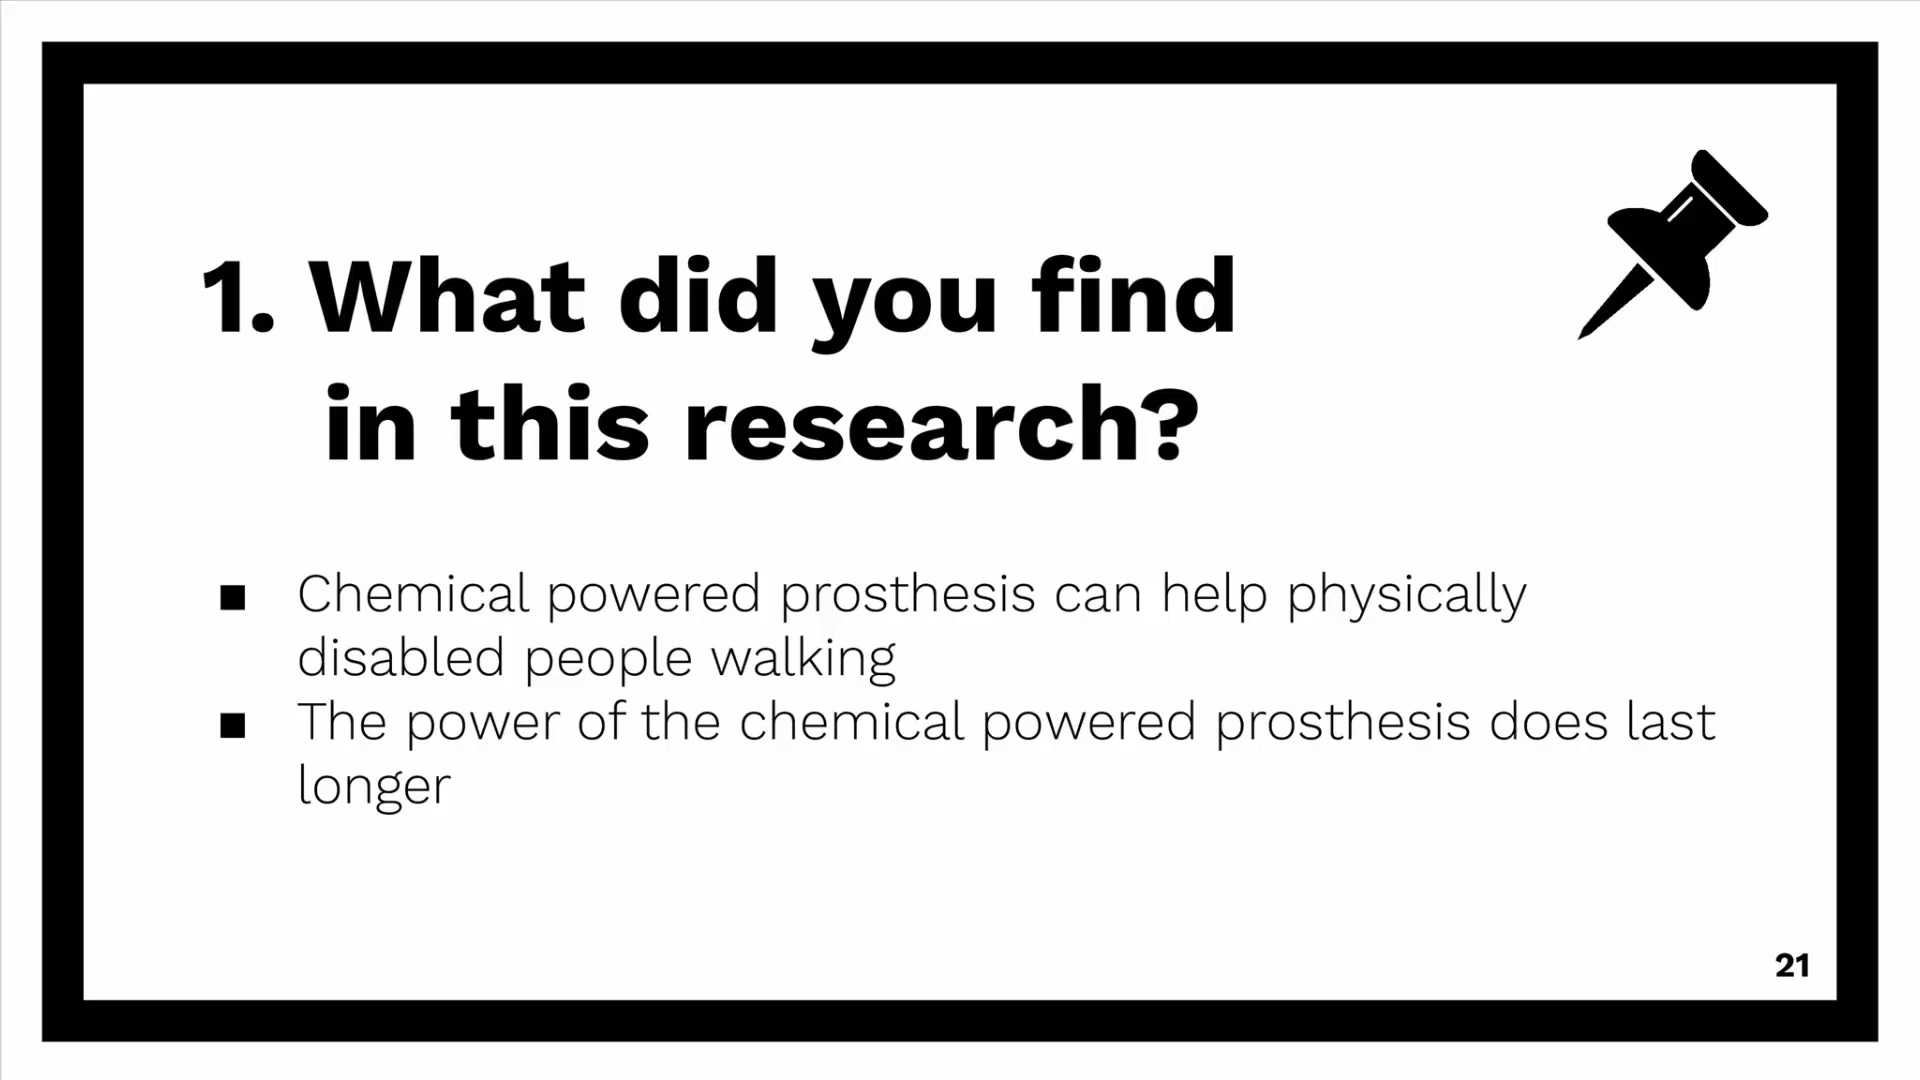 1. What did you find
in this research?
■ Chemical powered prosthesis can help physically
disabled people walking
■ The power of the chemical powered prosthesis does last
longer
21